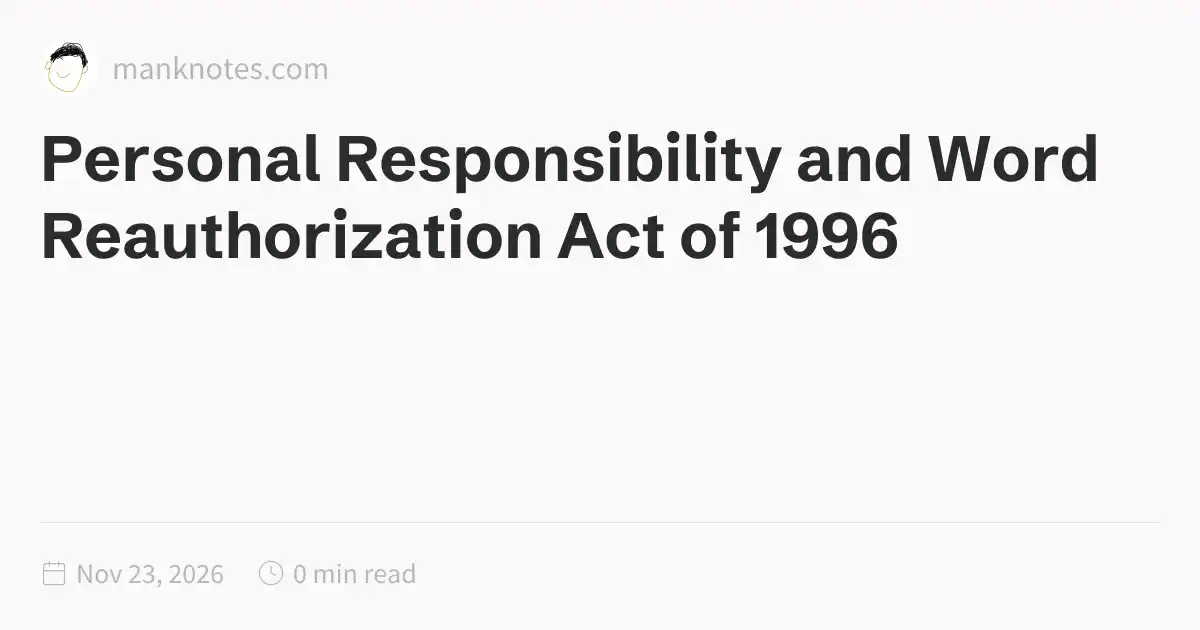 manknotes.com
Personal Responsibility and Word
Reauthorization Act of 1996
Nov 23, 2026 0 min read